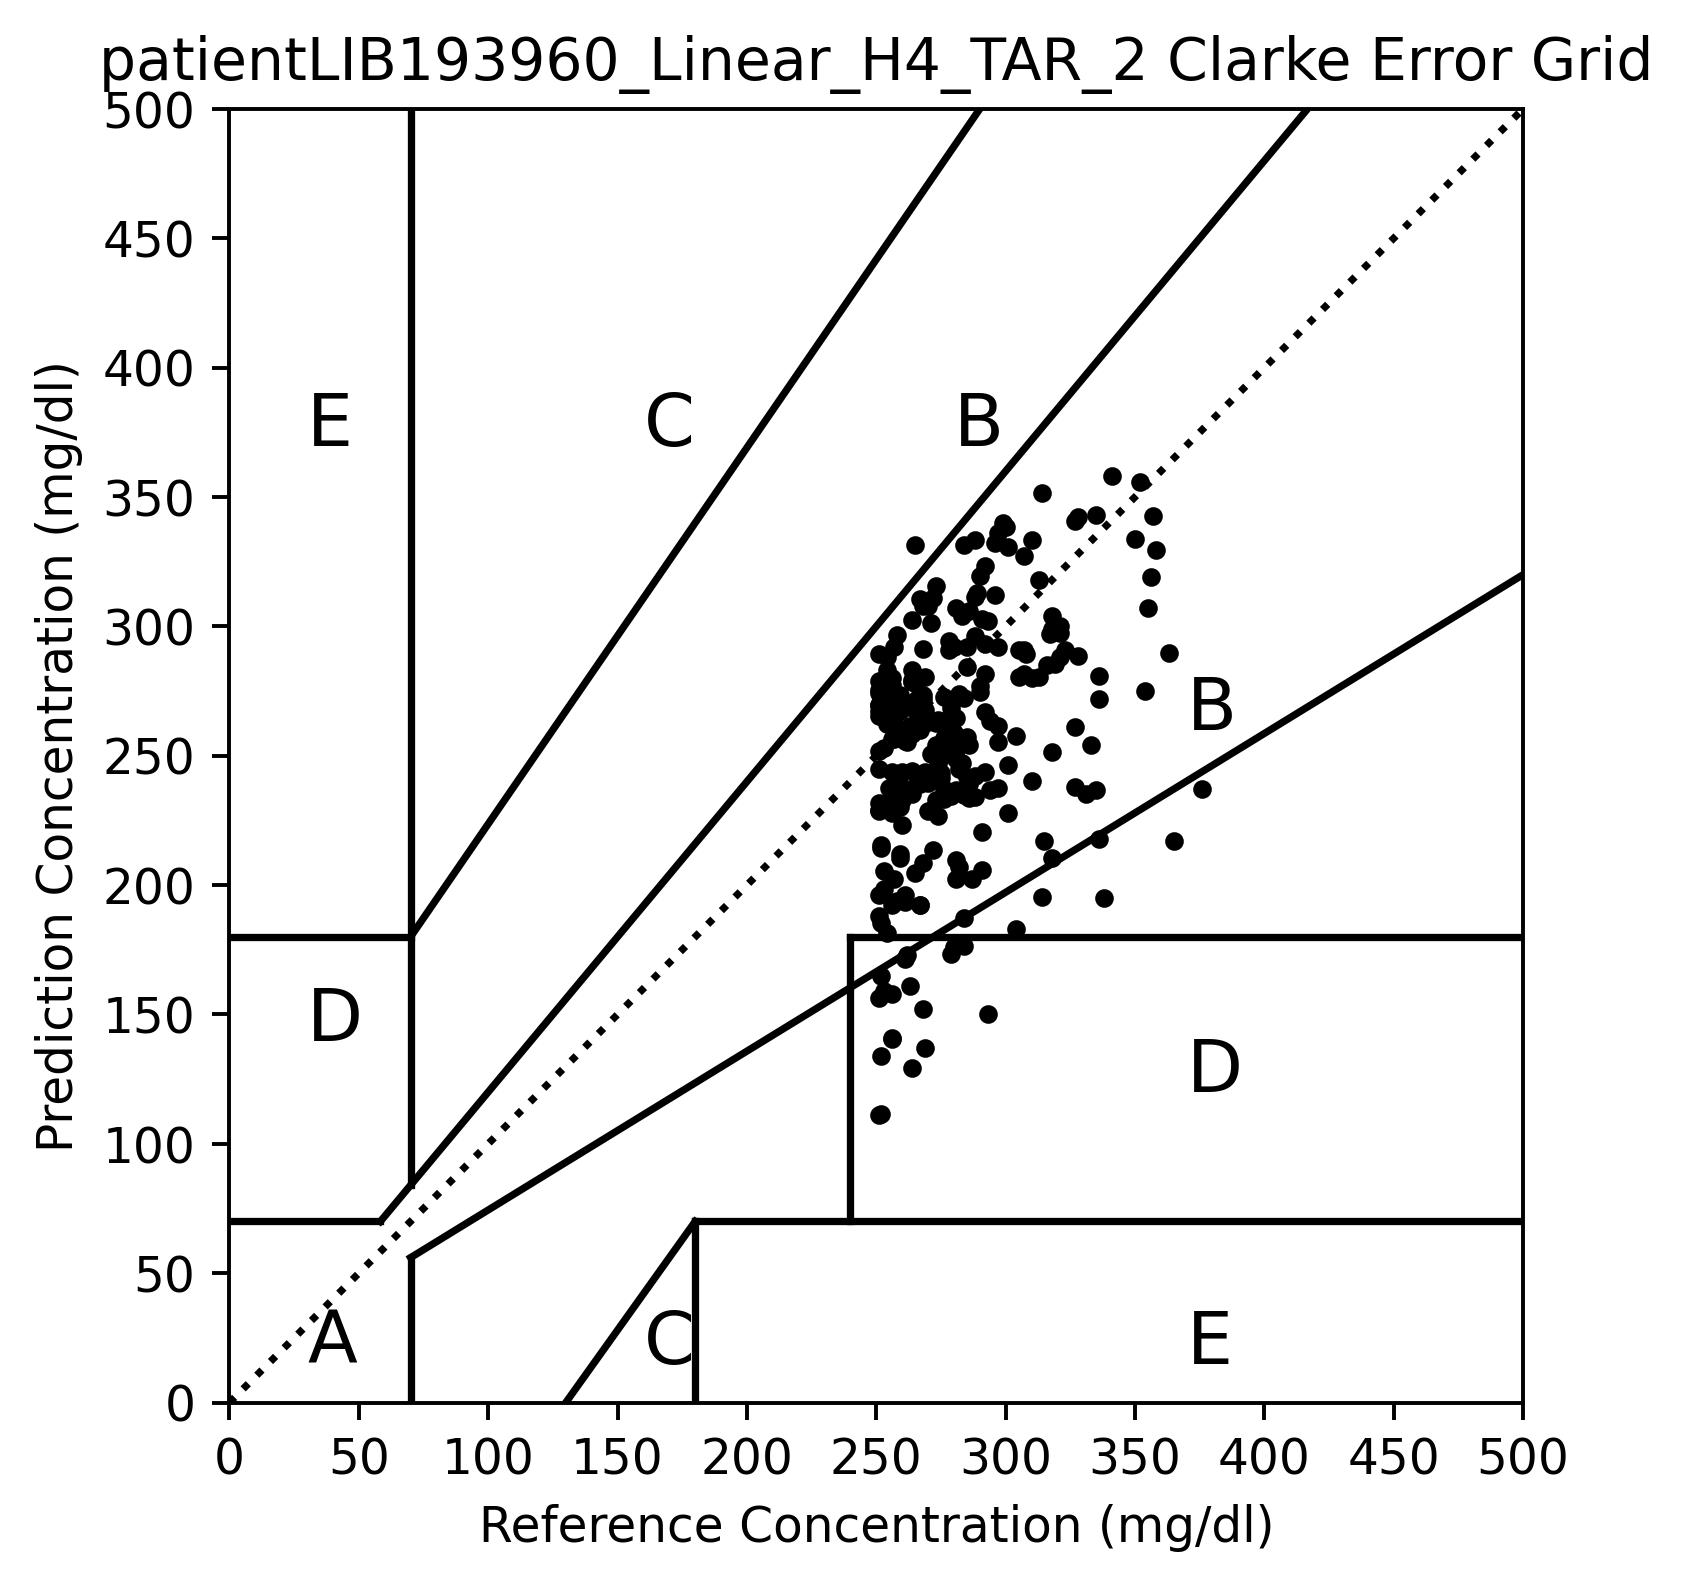 patientLIB193960_Linear_H4_TAR_2 Clarke Error Grid
500
450
400
350
300
250
200
150
100
50
0
Prediction Concentration (mg/dl)
E
C
B
B
D
D
A
C
E
0 50 100 150 200 250 300 350 400 450 500
Reference Concentration (mg/dl)